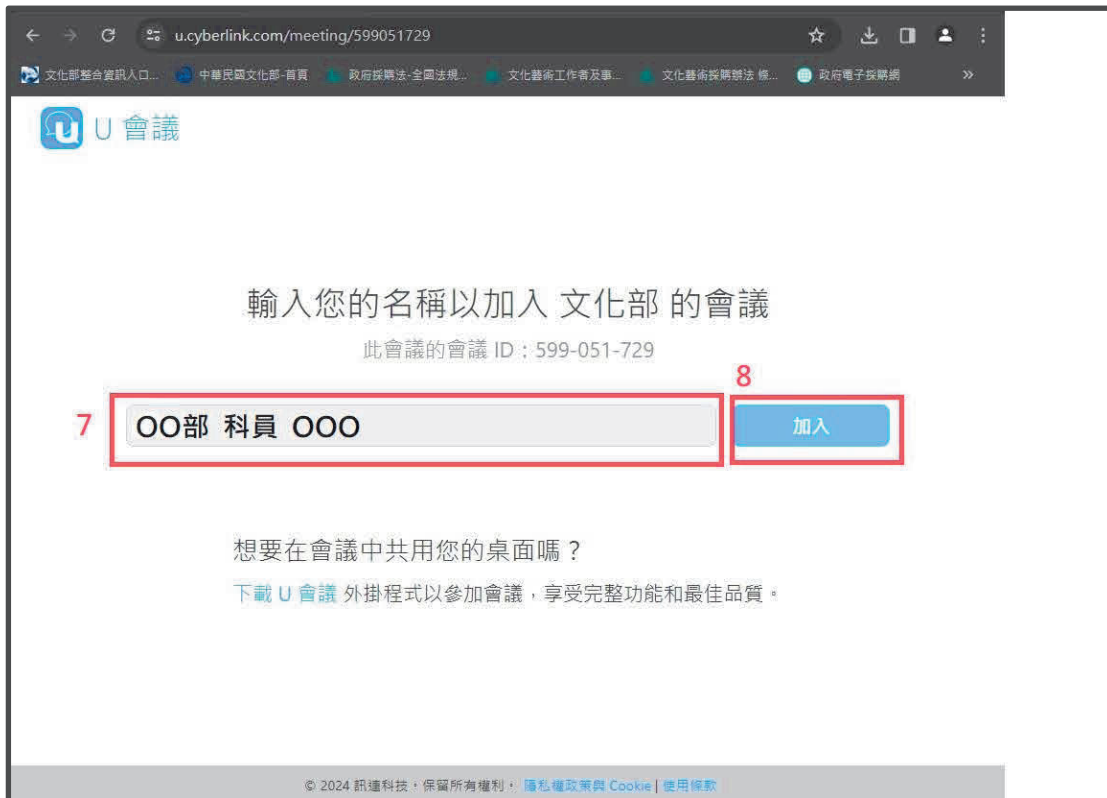 u.cyberlink.com/meeting/599051729
文化部整合資訊人口... 中華民國文化部-首頁 政府採購法-全國法規... 文化藝術工作者及事... 文化藝術採購辦法 條... 政府電子採購網 »
U 會議
輸入您的名稱以加入 文化部 的會議
此會議的會議 ID：599-051-729
8
7 OO部 科員 OOO 加入
想要在會議中共用您的桌面嗎？
下載 U 會議 外掛程式以參加會議，享受完整功能和最佳品質。
© 2024 訊連科技，保留所有權利， 隱私權政策與 Cookie | 使用條款